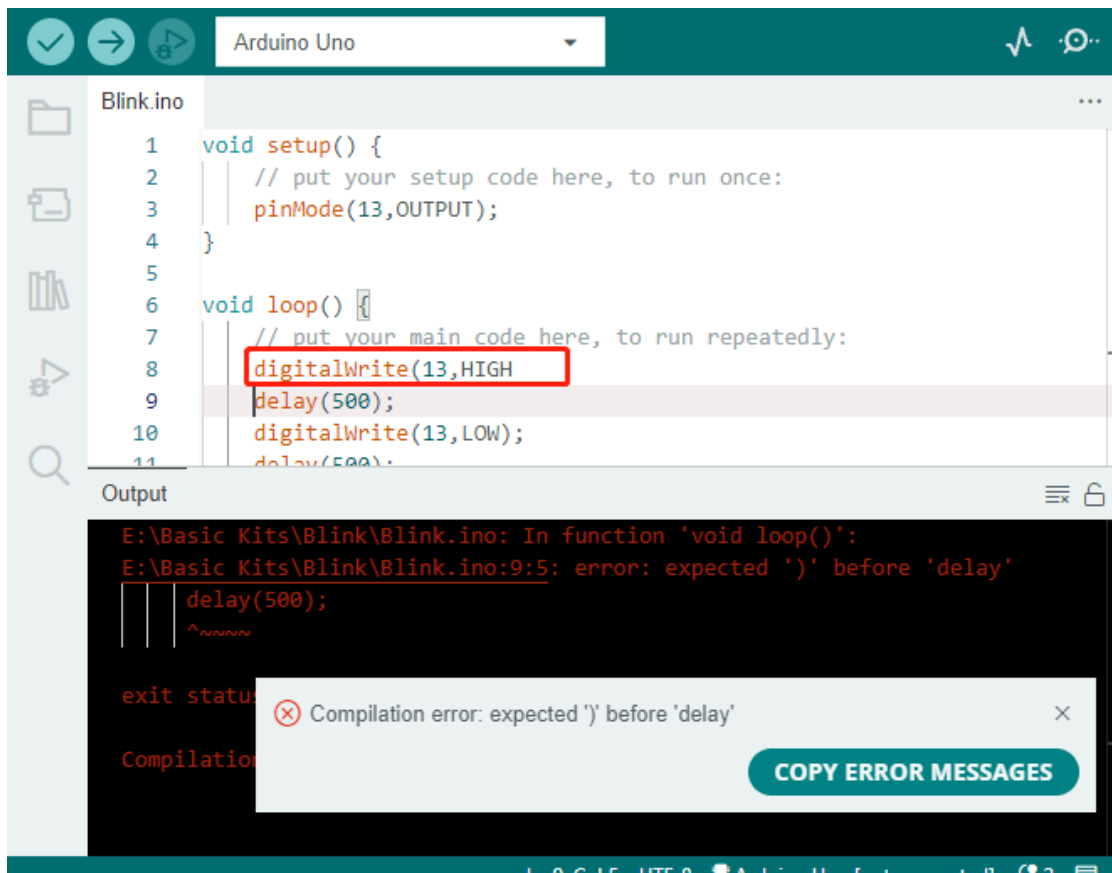 Arduino Uno
Blink.ino
1 void setup() {
2 // put your setup code here, to run once:
3 pinMode(13,OUTPUT);
4 }
5
6 void loop() {
7 // put your main code here, to run repeatedly:
8 digitalWrite(13,HIGH
9 delay(500);
10 digitalWrite(13,LOW);
11 delay(500);
Output
E:\Basic Kits\Blink\Blink.ino: In function 'void loop()':
E:\Basic Kits\Blink\Blink.ino:9:5: error: expected ')' before 'delay'
delay(500);
^~~~~
exit status
Compilation error: expected ')' before 'delay'
Compilation
COPY ERROR MESSAGES